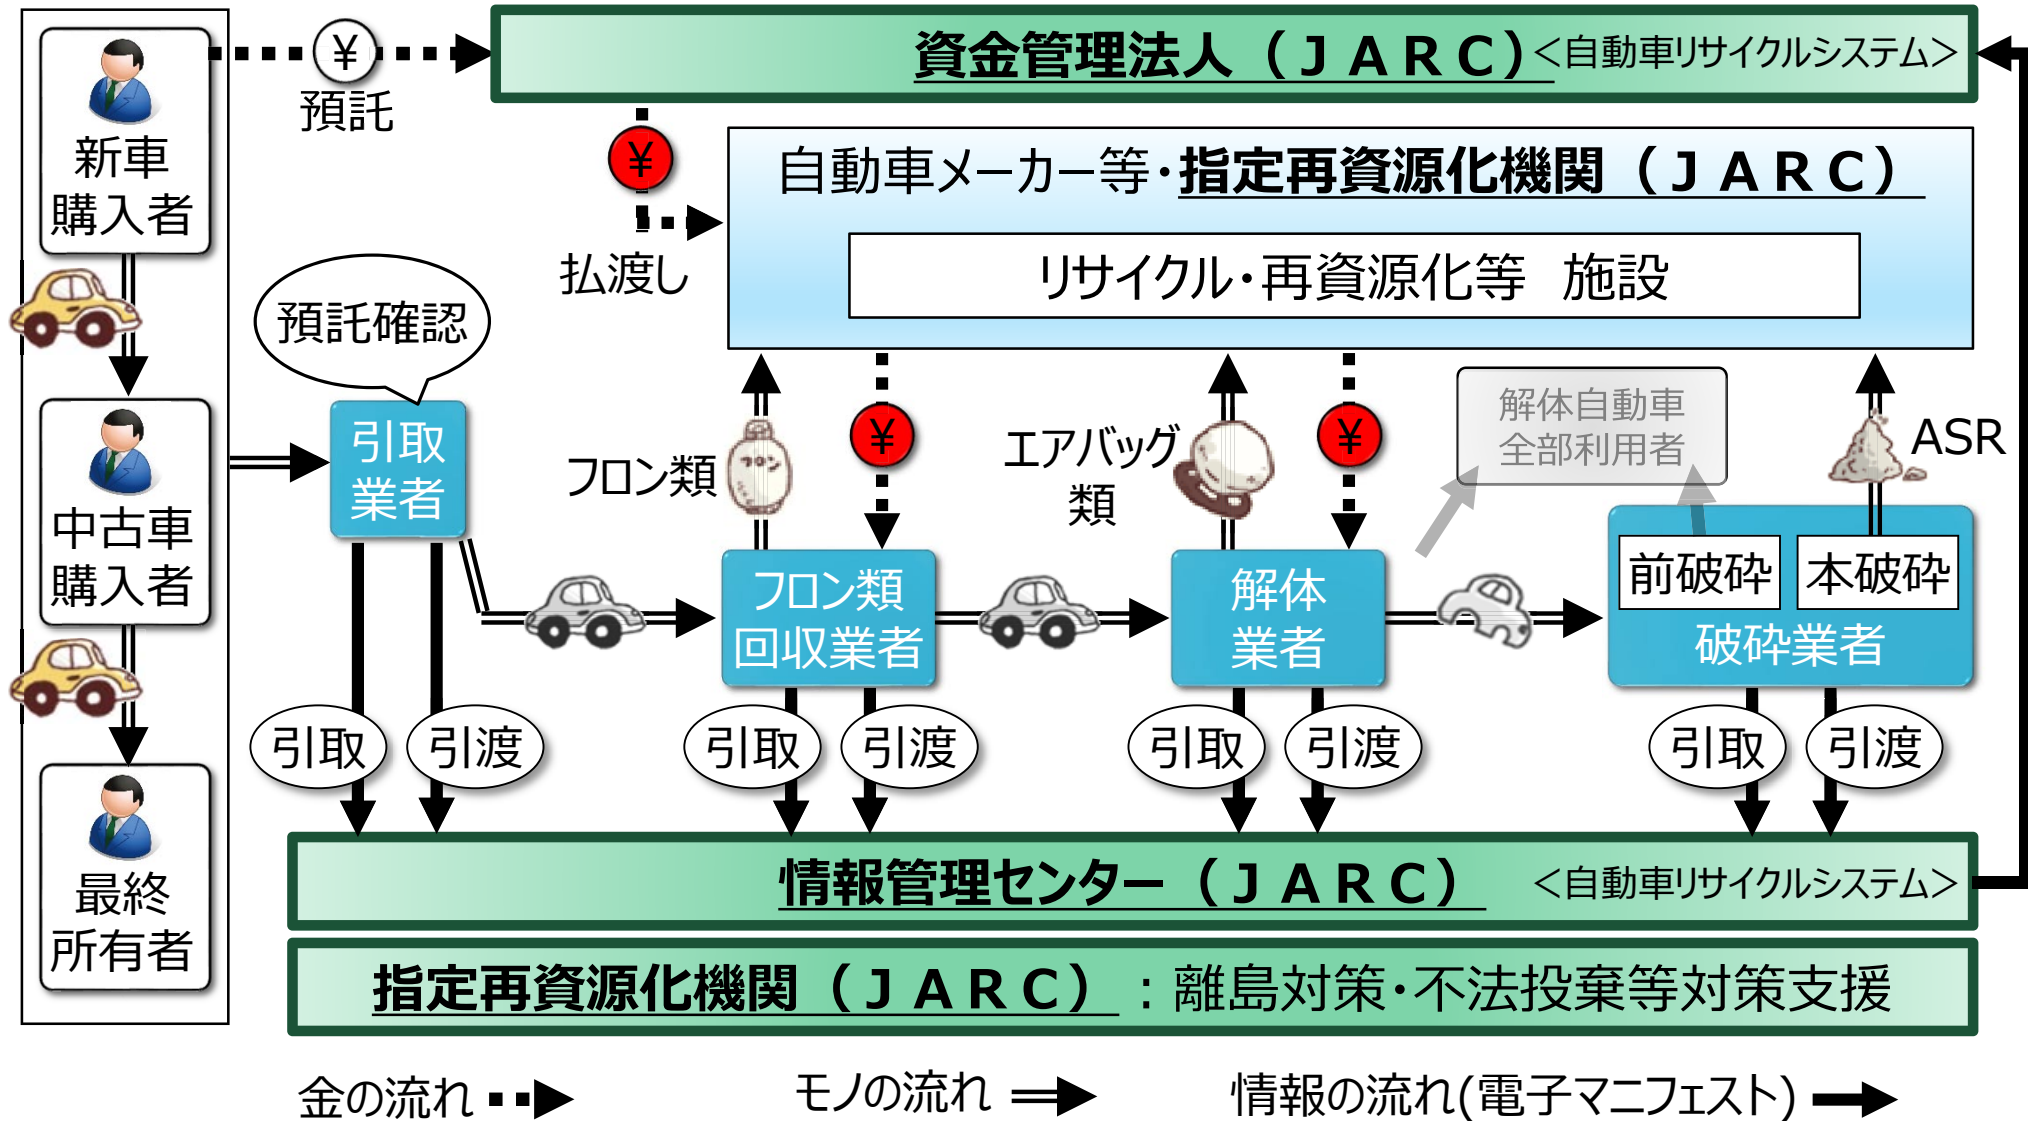 新車
購入者
中古車
購入者
最終
所有者
¥
預託
資金管理法人（ＪＡＲＣ）<自動車リサイクルシステム>
¥
払渡し
自動車メーカー等・指定再資源化機関（ＪＡＲＣ）
リサイクル・再資源化等　施設
預託確認
引取
業者
フロン類
フロン
¥
エアバッグ
類
¥
解体自動車
全部利用者
ASR
フロン類
回収業者
解体
業者
前破砕
本破砕
破砕業者
引取
引渡
引取
引渡
引取
引渡
引取
引渡
情報管理センター（ＪＡＲＣ）　<自動車リサイクルシステム>
指定再資源化機関（ＪＡＲＣ）：離島対策・不法投棄等対策支援
金の流れ
モノの流れ
情報の流れ(電子マニフェスト)